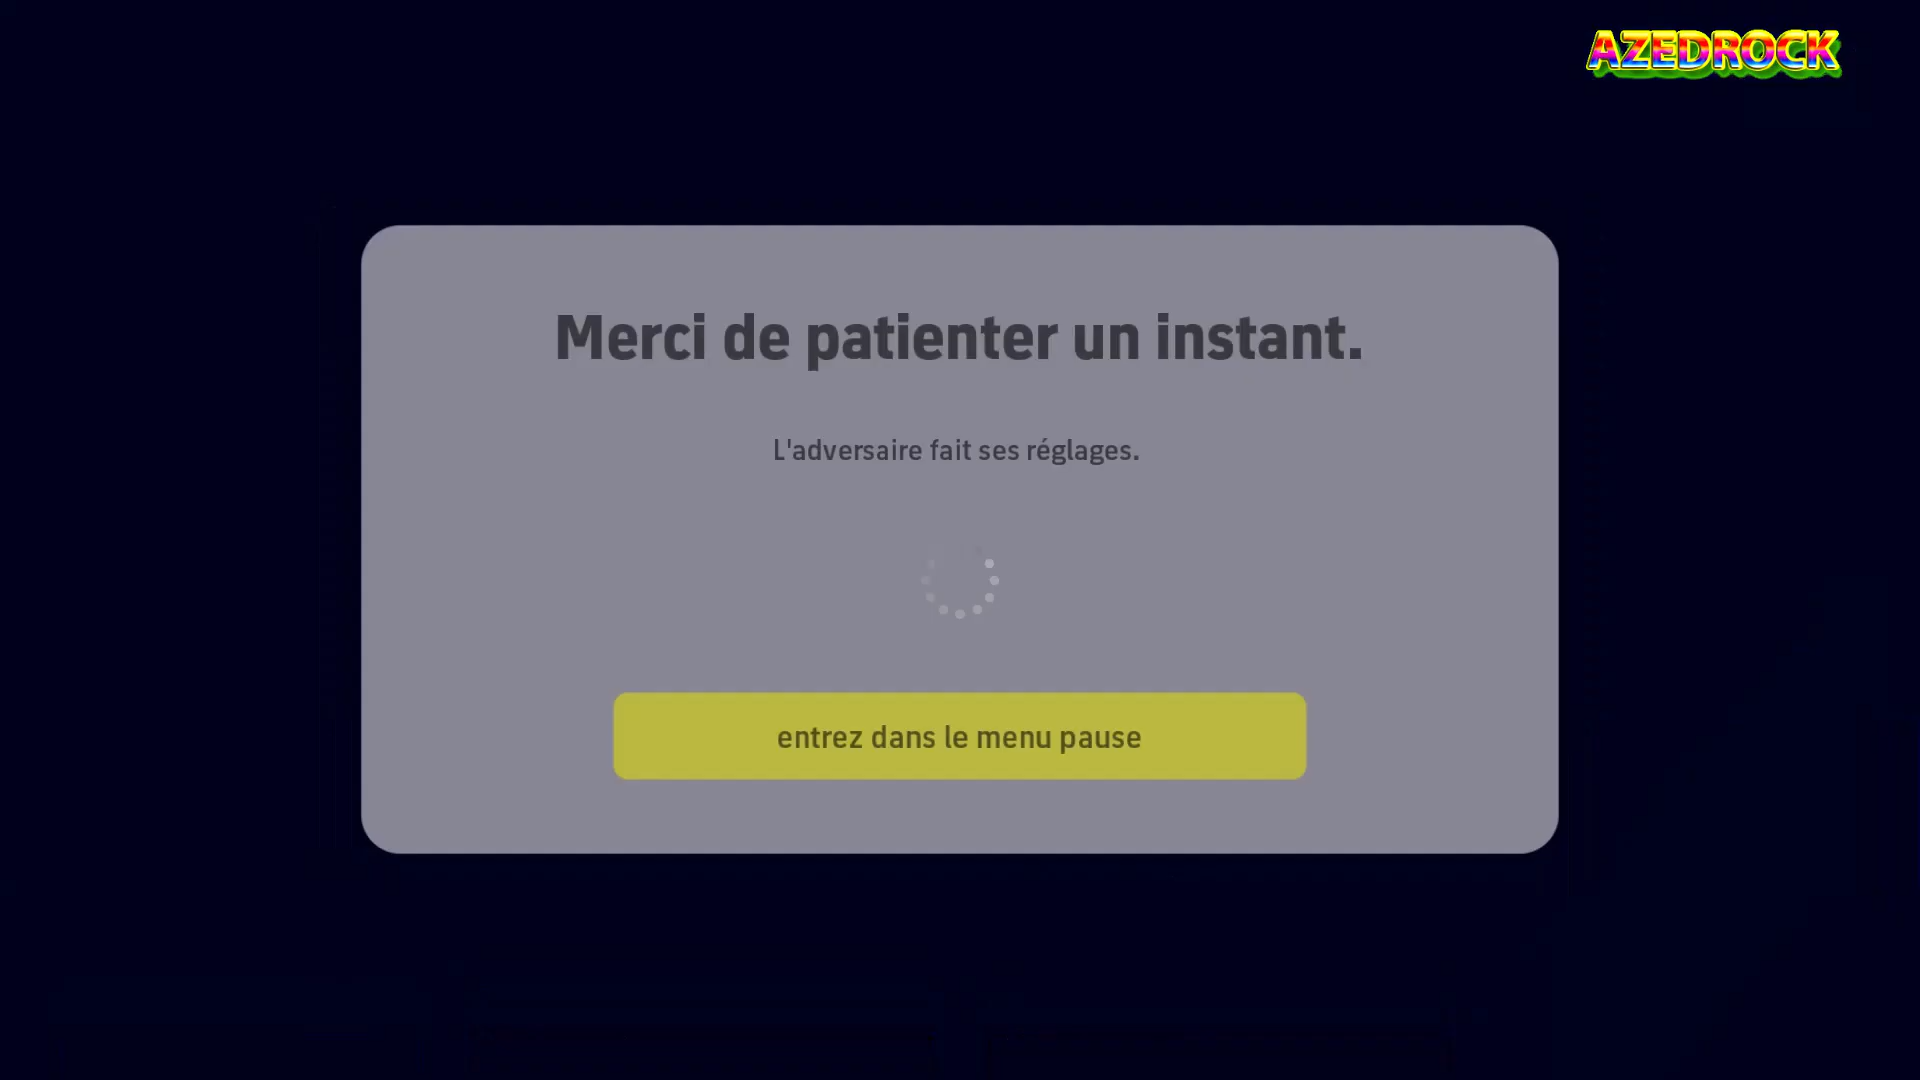 AZEDROCK
Merci de patienter un instant.
L'adversaire fait ses réglages.
entrez dans le menu pause